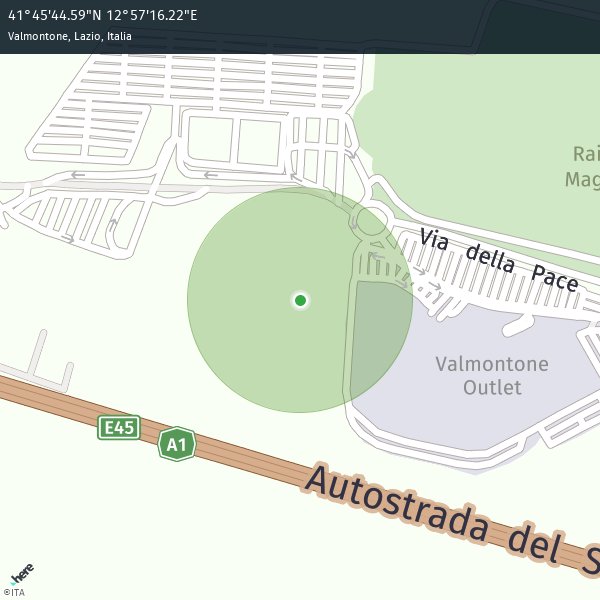 41°45'44.59"N 12°57'16.22"E
Valmontone, Lazio, Italia
Rai
Mag
Via della Pace
Valmontone
Outlet
E45
A1
Autostrada del S
here
©ITA